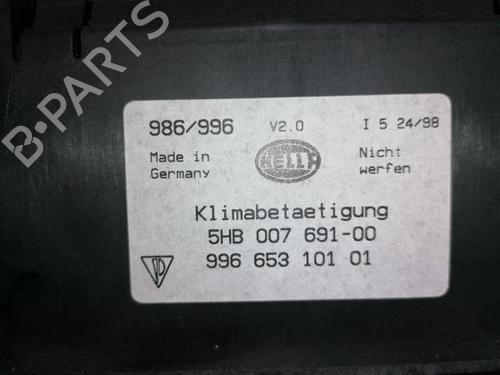 986/996 V2.0 I 5 24/98
Made in Germany HELLA Nicht werfen
Klimabetaetigung
5HB 007 691-00
996 653 101 01
B-PARTS